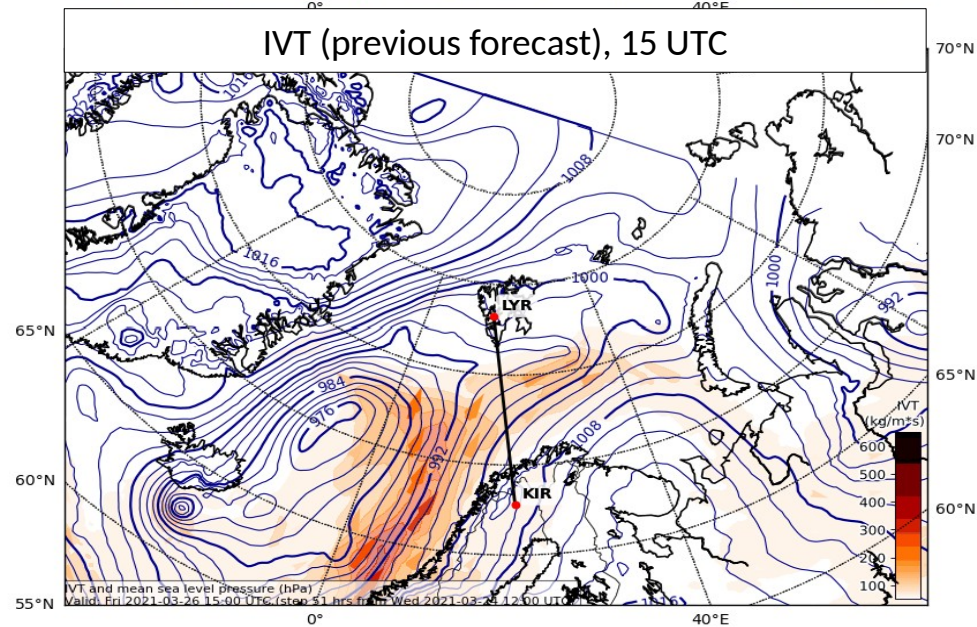 0° 40°E
IVT (previous forecast), 15 UTC
70°N
70°N
1016
1008
1016
1000
1000
LYR
992
65°N
65°N
984
976
IVT
(kg/m*s)
1008
992
600
500
KIR
400
300
200
100
60°N
60°N
IVT and mean sea level pressure (hPa)
Valid: Fri 2021-03-26 15:00 UTC (step 51 hrs from Wed 2021-03-24 12:00 UTC)
1016
55°N
0° 40°E